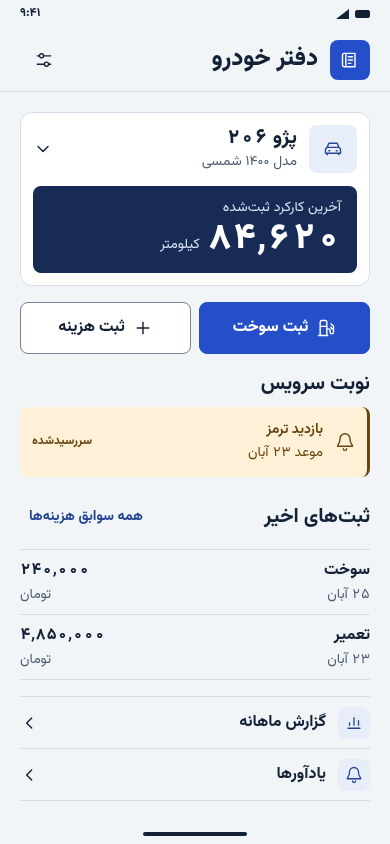 ۹:۴۱
دفتر خودرو
پژو ۲۰۶
مدل ۱۴۰۰ شمسی
آخرین کارکرد ثبت‌شده
۸۴,۶۲۰ کیلومتر
ثبت سوخت
ثبت هزینه
نوبت سرویس
بازدید ترمز
موعد ۲۳ آبان
سررسیدشده
ثبت‌های اخیر
همه سوابق هزینه‌ها
سوخت
۲۴۰,۰۰۰
۲۵ آبان
تومان
تعمیر
۴,۸۵۰,۰۰۰
۲۳ آبان
تومان
گزارش ماهانه
یادآورها